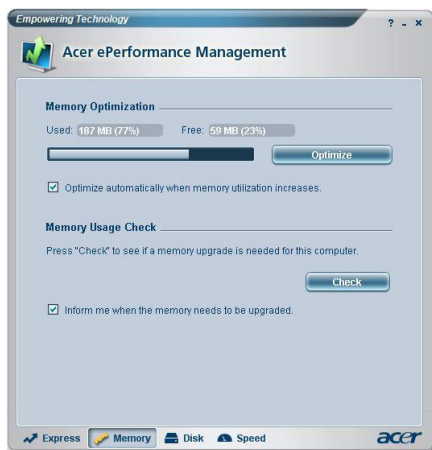 Empowering Technology
? - ×
Acer ePerformance Management
Memory Optimization
Used: 187 MB (77%) Free: 59 MB (23%)
Optimize
Optimize automatically when memory utilization increases.
Memory Usage Check
Press "Check" to see if a memory upgrade is needed for this computer.
Check
Inform me when the memory needs to be upgraded.
Express Memory Disk Speed acer